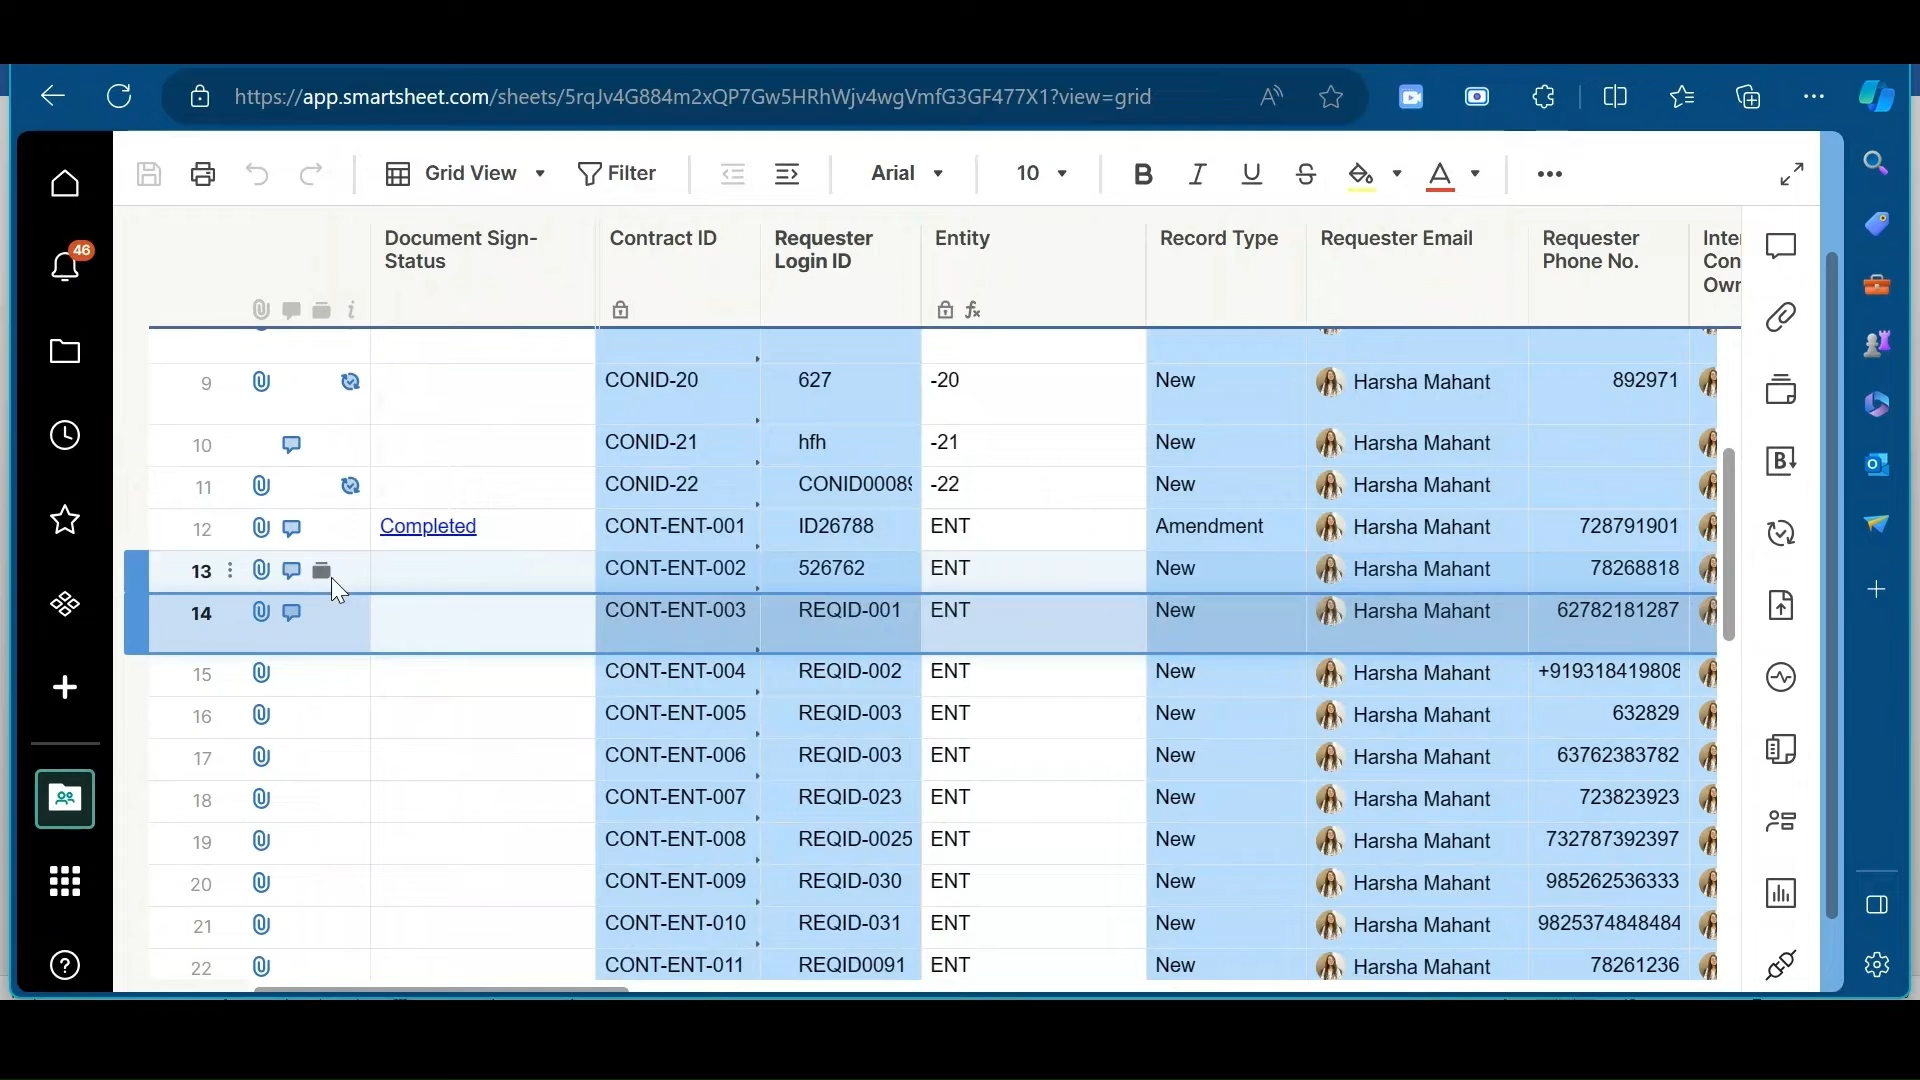 https://app.smartsheet.com/sheets/5rqJv4G884m2xQP7Gw5HRhWjv4wgVmfG3GF477X1?view=grid
46
Grid View Filter Arial 10 B I U S A
Document Sign-Status Contract ID Requester Login ID Entity Record Type Requester Email Requester Phone No. Inter Con Owr
9 CONID-20 627 -20 New Harsha Mahant 892971
10 CONID-21 hfh -21 New Harsha Mahant
11 CONID-22 CONID00089 -22 New Harsha Mahant
12 Completed CONT-ENT-001 ID26788 ENT Amendment Harsha Mahant 728791901
13 CONT-ENT-002 526762 ENT New Harsha Mahant 78268818
14 CONT-ENT-003 REQID-001 ENT New Harsha Mahant 62782181287
15 CONT-ENT-004 REQID-002 ENT New Harsha Mahant +919318419808
16 CONT-ENT-005 REQID-003 ENT New Harsha Mahant 632829
17 CONT-ENT-006 REQID-003 ENT New Harsha Mahant 63762383782
18 CONT-ENT-007 REQID-023 ENT New Harsha Mahant 723823923
19 CONT-ENT-008 REQID-0025 ENT New Harsha Mahant 732787392397
20 CONT-ENT-009 REQID-030 ENT New Harsha Mahant 985262536333
21 CONT-ENT-010 REQID-031 ENT New Harsha Mahant 9825374848484
22 CONT-ENT-011 REQID0091 ENT New Harsha Mahant 78261236